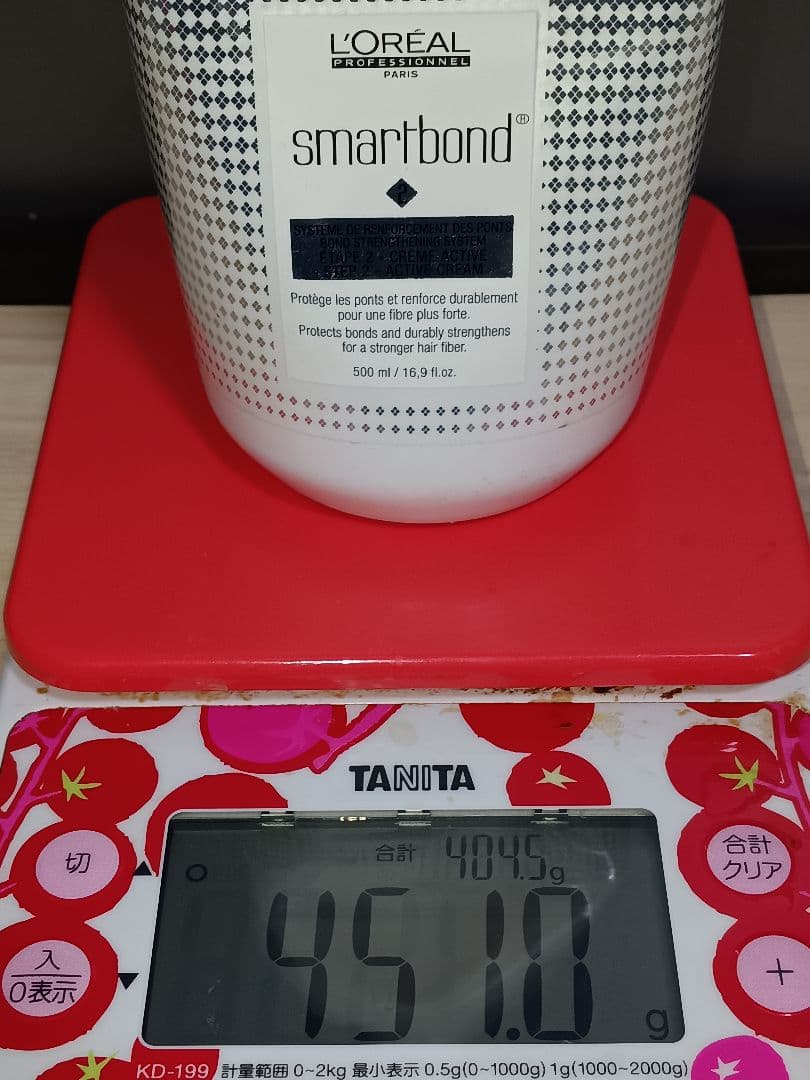 L'ORÉAL
PROFESSIONNEL
PARIS
smartbond®
2
SYSTÈME DE RENFORCEMENT DES PONTS
BOND STRENGTHENING SYSTEM
ÉTAPE 2 - CRÈME ACTIVE
STEP 2 - ACTIVE CREAM
Protège les ponts et renforce durablement
pour une fibre plus forte.
Protects bonds and durably strengthens
for a stronger hair fiber.
500 ml / 16,9 fl.oz.
TANITA
切
合計
クリア
合計 404.5g
451.0 g
入
0表示
+
KD-199 計量範囲 0~2kg 最小表示 0.5g(0~1000g) 1g(1000~2000g)